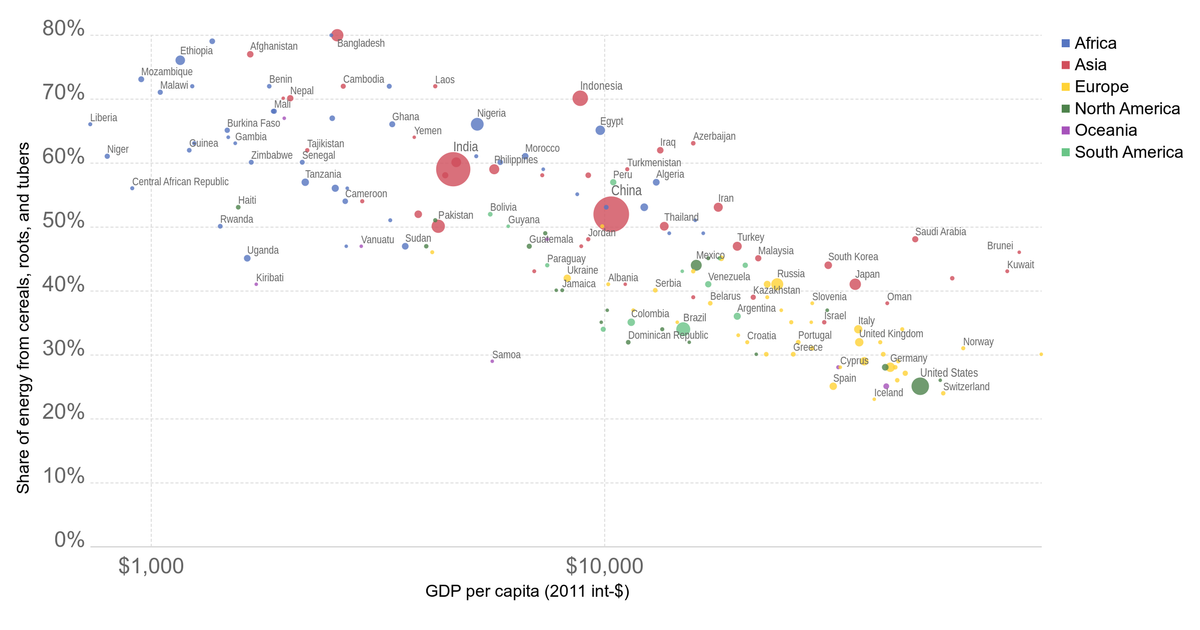 80%
Bangladesh
Afghanistan
Ethiopia
Mozambique
Malawi
Benin
Nepal
Cambodia
Laos
Indonesia
70%
Mali
Liberia
Burkina Faso
Gambia
Ghana
Nigeria
Egypt
Yemen
Azerbaijan
Iraq
Guinea
Tajikistan
India
Morocco
Niger
60%
Zimbabwe
Senegal
Philippines
Turkmenistan
Central African Republic
Tanzania
Peru
Algeria
Cameroon
China
Haiti
Iran
Rwanda
Pakistan
Bolivia
Guyana
Thailand
50%
Uganda
Vanuatu
Sudan
Guatemala
Jordan
Turkey
Saudi Arabia
Brunei
Kiribati
Paraguay
Mexico
Malaysia
South Korea
Kuwait
Ukraine
Jamaica
Albania
Serbia
Venezuela
Russia
Japan
40%
Belarus
Kazakhstan
Slovenia
Oman
Colombia
Brazil
Argentina
Israel
Italy
Dominican Republic
Croatia
Portugal
United Kingdom
Greece
Norway
30%
Samoa
Cyprus
Germany
Spain
United States
Iceland
Switzerland
20%
10%
0%
$1,000
$10,000
GDP per capita (2011 int-$)
Share of energy from cereals, roots, and tubers
Africa
Asia
Europe
North America
Oceania
South America